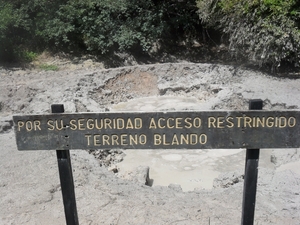 POR SU SEGURIDAD ACCESO RESTRINGIDO
TERRENO BLANDO